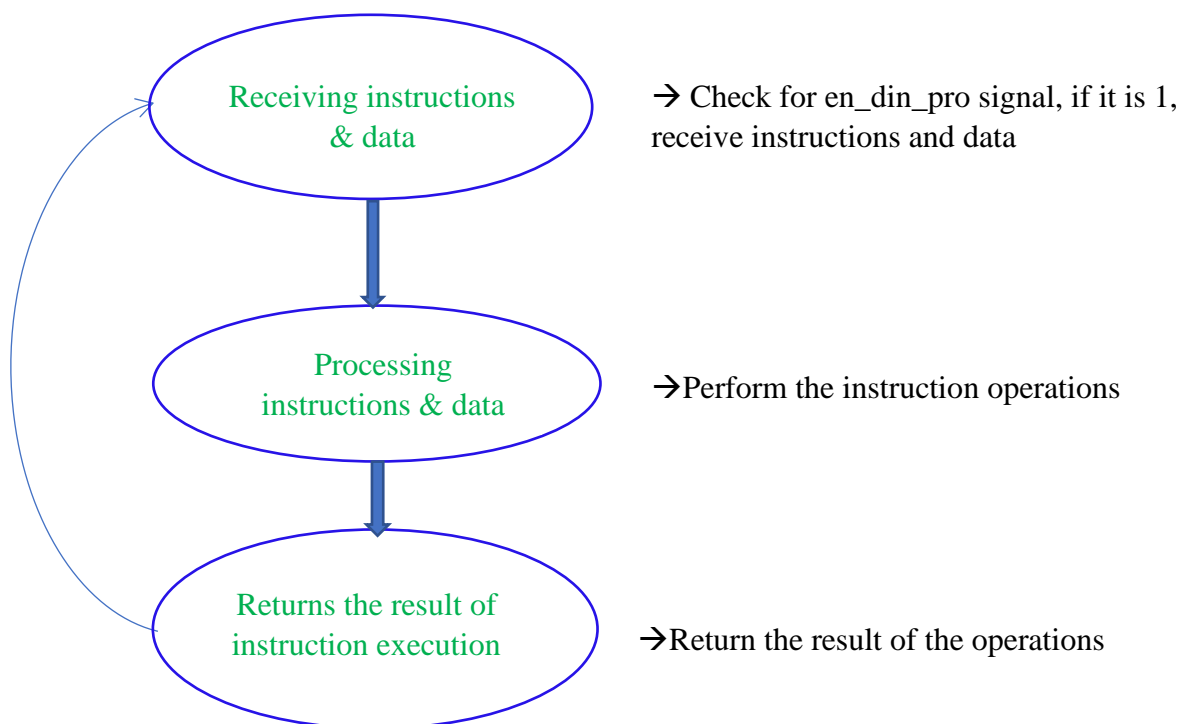 Receiving instructions
& data
→ Check for en_din_pro signal, if it is 1,
receive instructions and data
Processing
instructions & data
→Perform the instruction operations
Returns the result of
instruction execution
→Return the result of the operations